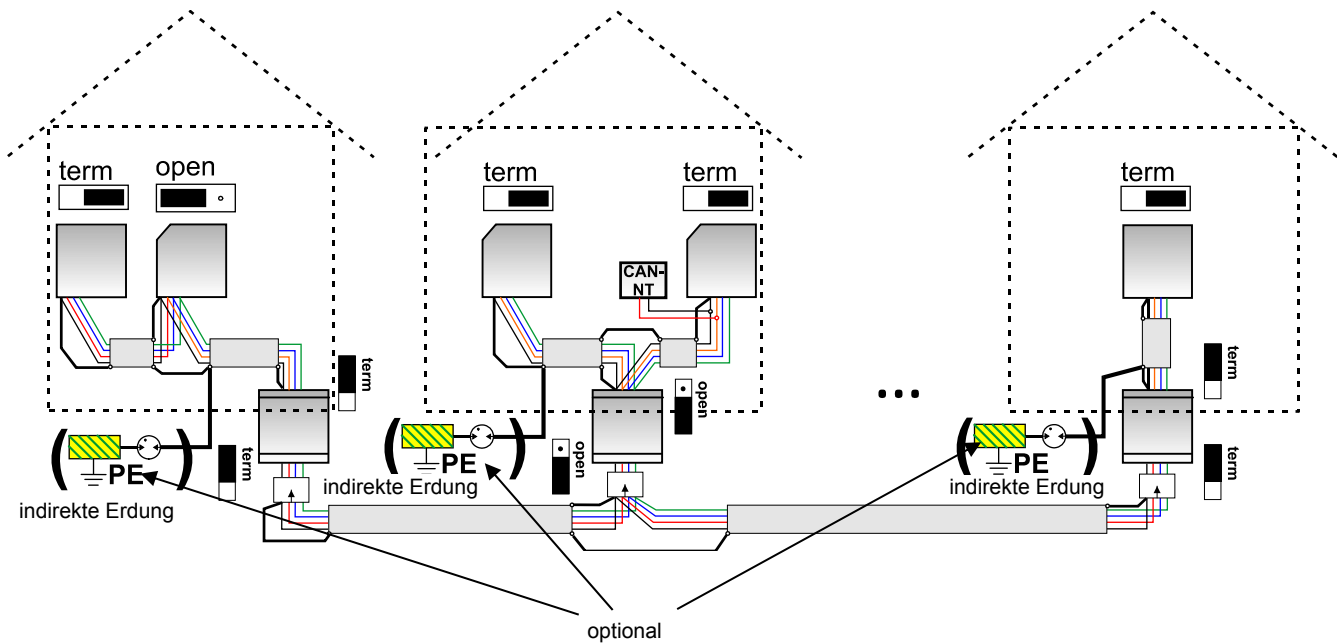 term
open
term
term
term
CAN-
NT
term
open
term
...
( PE )
indirekte Erdung
term
( PE )
indirekte Erdung
open
( PE )
indirekte Erdung
term
optional